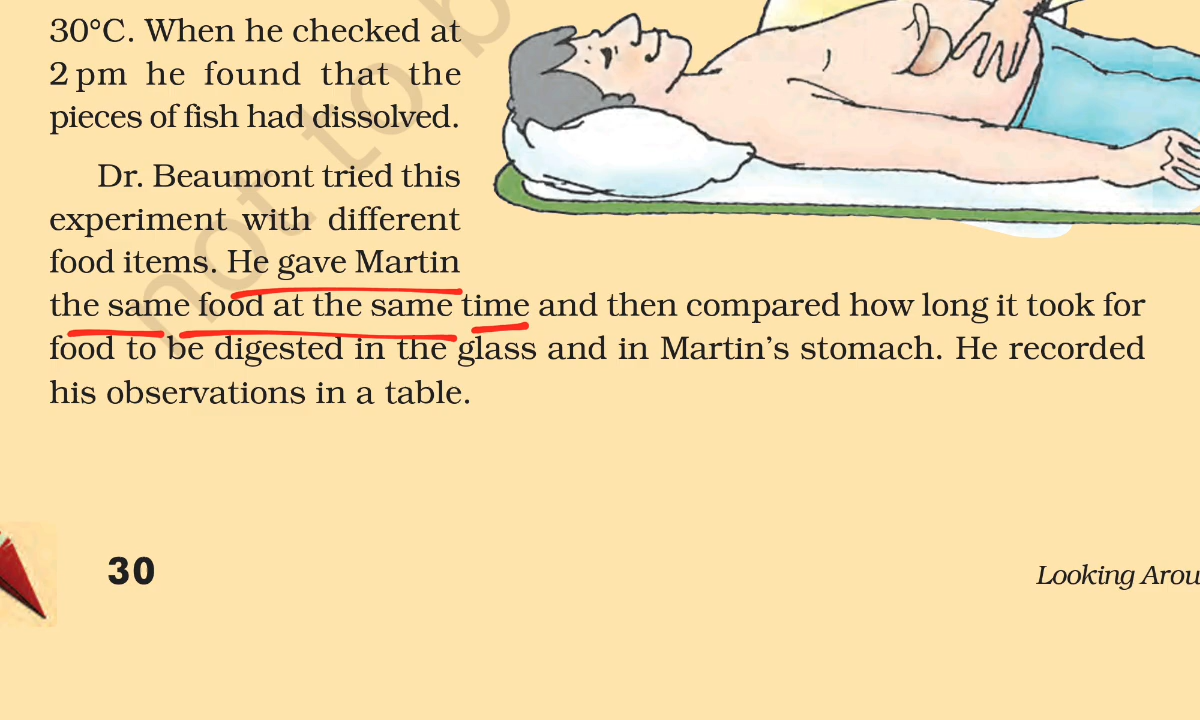 30°C. When he checked at
2 pm he found that the
pieces of fish had dissolved.
Dr. Beaumont tried this
experiment with different
food items. He gave Martin
the same food at the same time and then compared how long it took for
food to be digested in the glass and in Martin's stomach. He recorded
his observations in a table.
30
Looking Arou
not to b